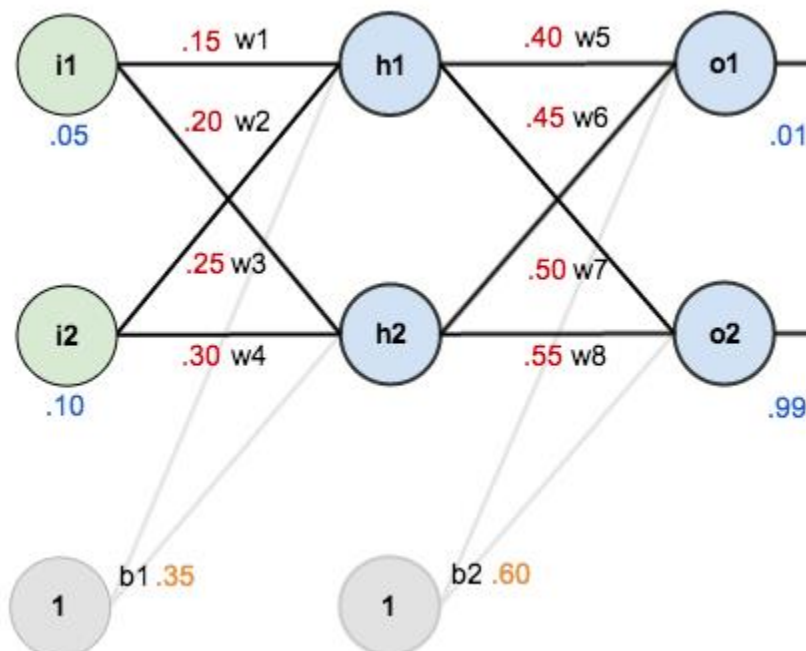 i1 .15 w1 h1 .40 w5 o1
.05 .20 w2 .45 w6 .01
.25 w3 .50 w7
i2 .30 w4 h2 .55 w8 o2
.10 .99
b1 .35 b2 .60
1 1